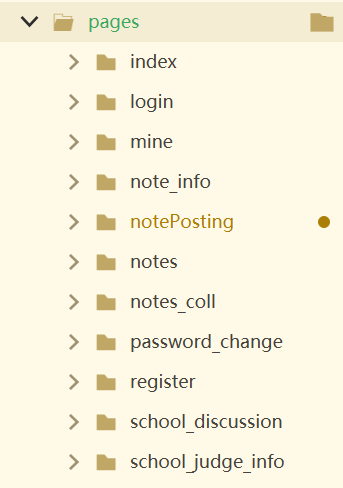 pages
index
login
mine
note_info
notePosting
notes
notes_coll
password_change
register
school_discussion
school_judge_info